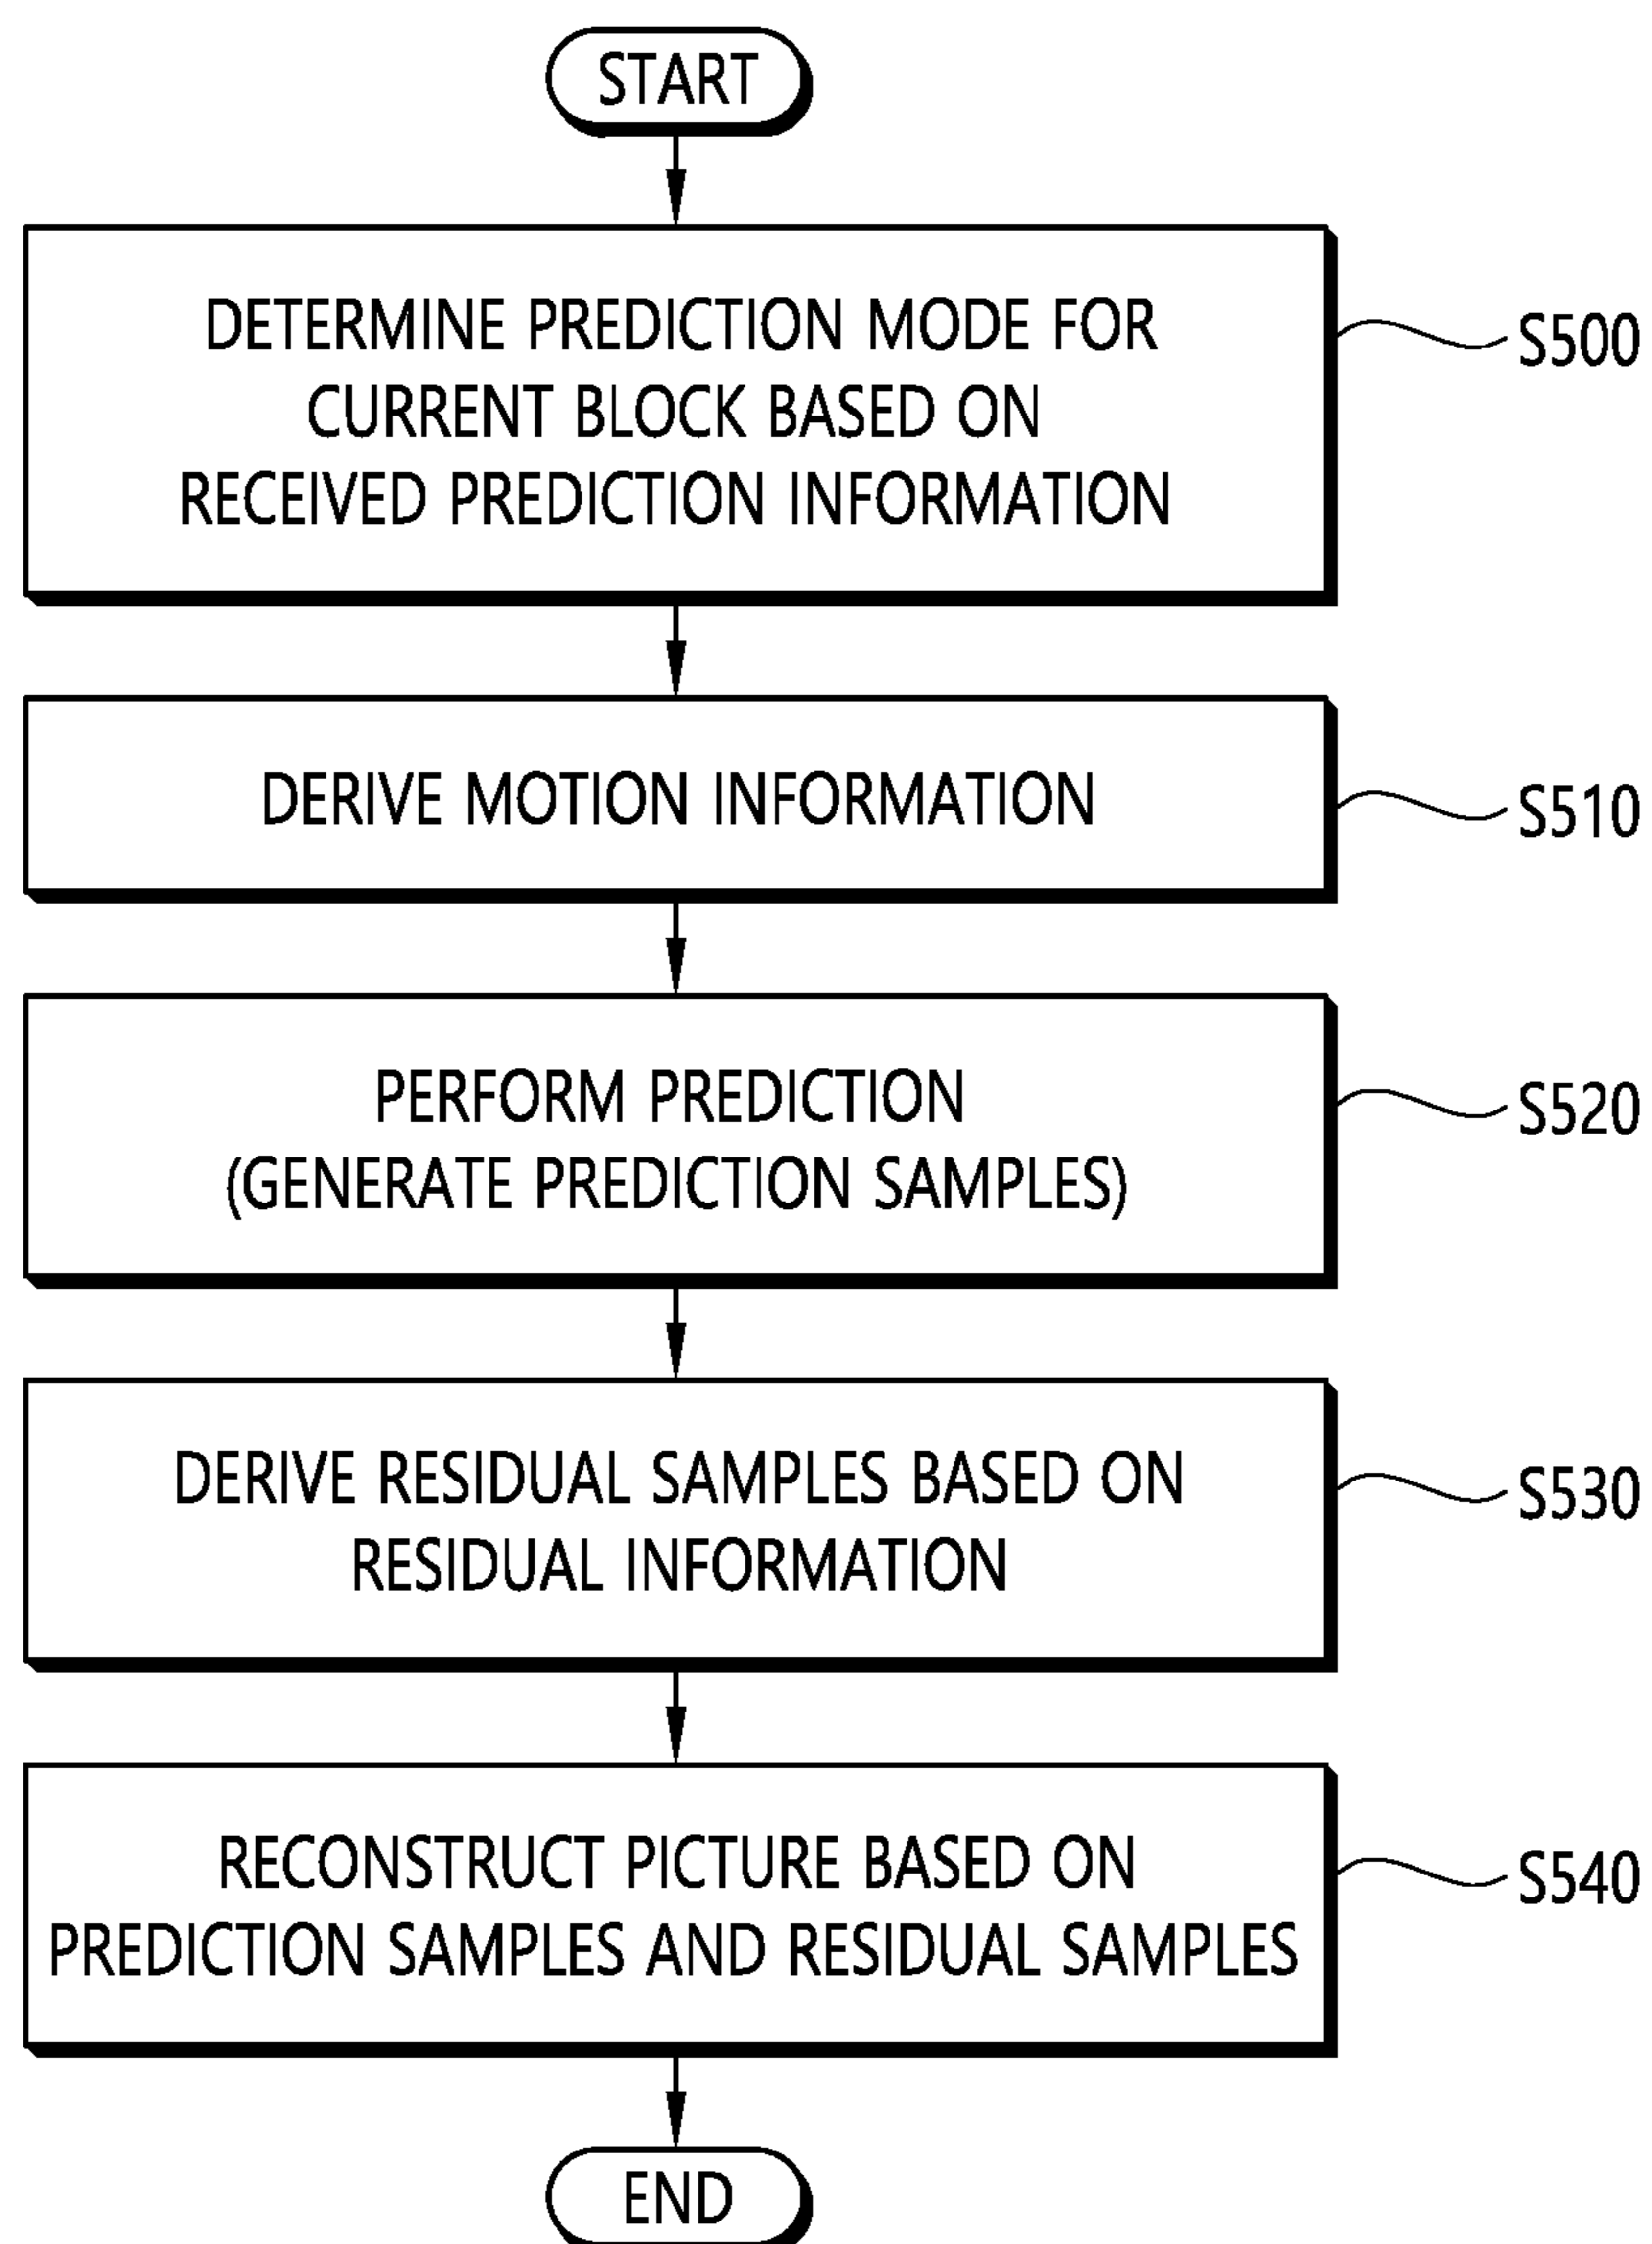 START
DETERMINE PREDICTION MODE FOR
CURRENT BLOCK BASED ON
RECEIVED PREDICTION INFORMATION
S500
DERIVE MOTION INFORMATION
S510
PERFORM PREDICTION
(GENERATE PREDICTION SAMPLES)
S520
DERIVE RESIDUAL SAMPLES BASED ON
RESIDUAL INFORMATION
S530
RECONSTRUCT PICTURE BASED ON
PREDICTION SAMPLES AND RESIDUAL SAMPLES
S540
END